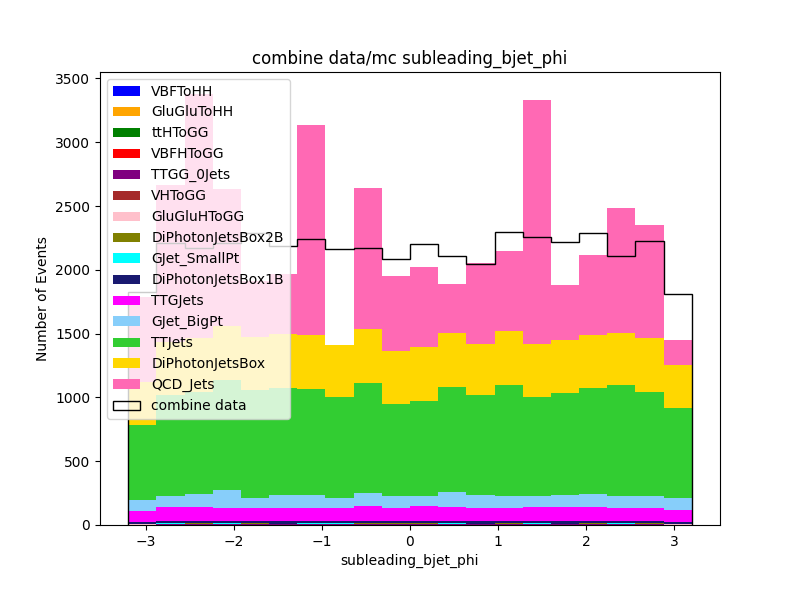 combine data/mc subleading_bjet_phi
Number of Events
3500
3000
2500
2000
1500
1000
500
0
VBFToHH
GluGluToHH
ttHToGG
VBFHToGG
TTGG_0Jets
VHToGG
GluGluHToGG
DiPhotonJetsBox2B
GJet_SmallPt
DiPhotonJetsBox1B
TTGJets
GJet_BigPt
TTJets
DiPhotonJetsBox
QCD_Jets
combine data
−3 −2 −1 0 1 2 3
subleading_bjet_phi